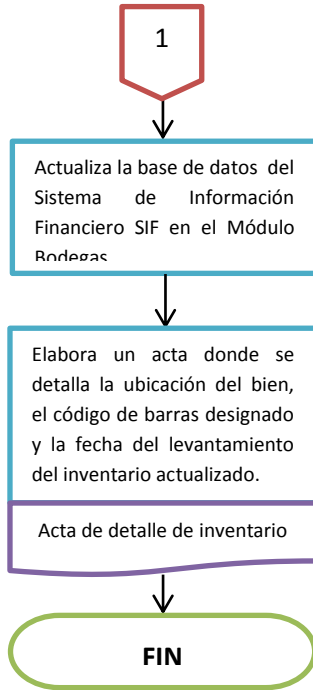 1
Actualiza la base de datos del
Sistema de Información
Financiero SIF en el Módulo
Bodegas
Elabora un acta donde se
detalla la ubicación del bien,
el código de barras designado
y la fecha del levantamiento
del inventario actualizado.
Acta de detalle de inventario
FIN